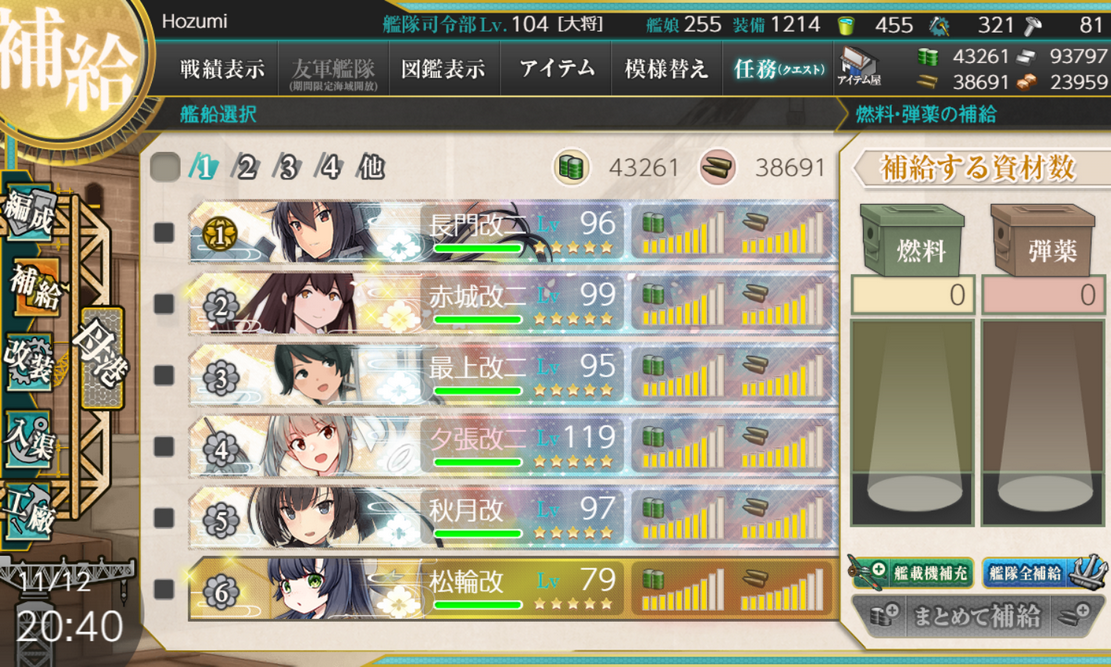 補給
Hozumi
艦隊司令部Lv.104 [大将]
艦娘 255 装備 1214 455 321 81
戦績表示
友軍艦隊
(期間限定海域開放)
図鑑表示
アイテム
模様替え
任務(クエスト)
アイテム屋
43261 93797
38691 23959
艦船選択
燃料・弾薬の補給
1 2 3 4 他
43261 38691
補給する資材数
編成
補給
改装
入渠
工廠
母港
1 長門改二 Lv 96
2 赤城改二 Lv 99
3 最上改二 Lv 95
4 夕張改二 Lv 119
5 秋月改 Lv 97
6 松輪改 Lv 79
燃料
弾薬
0
0
艦載機補充
艦隊全補給
まとめて補給
11/12
20:40